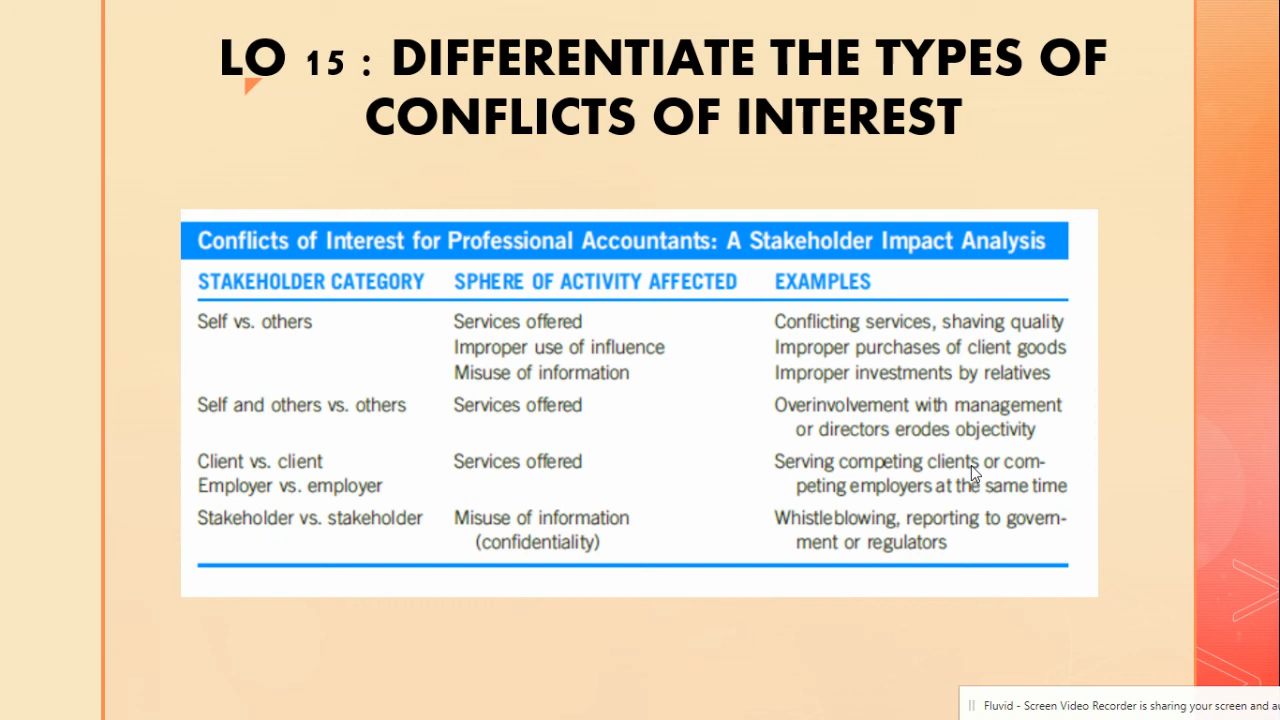 LO 15 : DIFFERENTIATE THE TYPES OF
CONFLICTS OF INTEREST
Conflicts of Interest for Professional Accountants: A Stakeholder Impact Analysis
STAKEHOLDER CATEGORY SPHERE OF ACTIVITY AFFECTED EXAMPLES
Self vs. others Services offered Conflicting services, shaving quality
Improper use of influence Improper purchases of client goods
Misuse of information Improper investments by relatives
Self and others vs. others Services offered Overinvolvement with management
or directors erodes objectivity
Client vs. client Services offered Serving competing clients or com-
Employer vs. employer peting employers at the same time
Stakeholder vs. stakeholder Misuse of information Whistleblowing, reporting to govern-
(confidentiality) ment or regulators
Fluvid - Screen Video Recorder is sharing your screen and